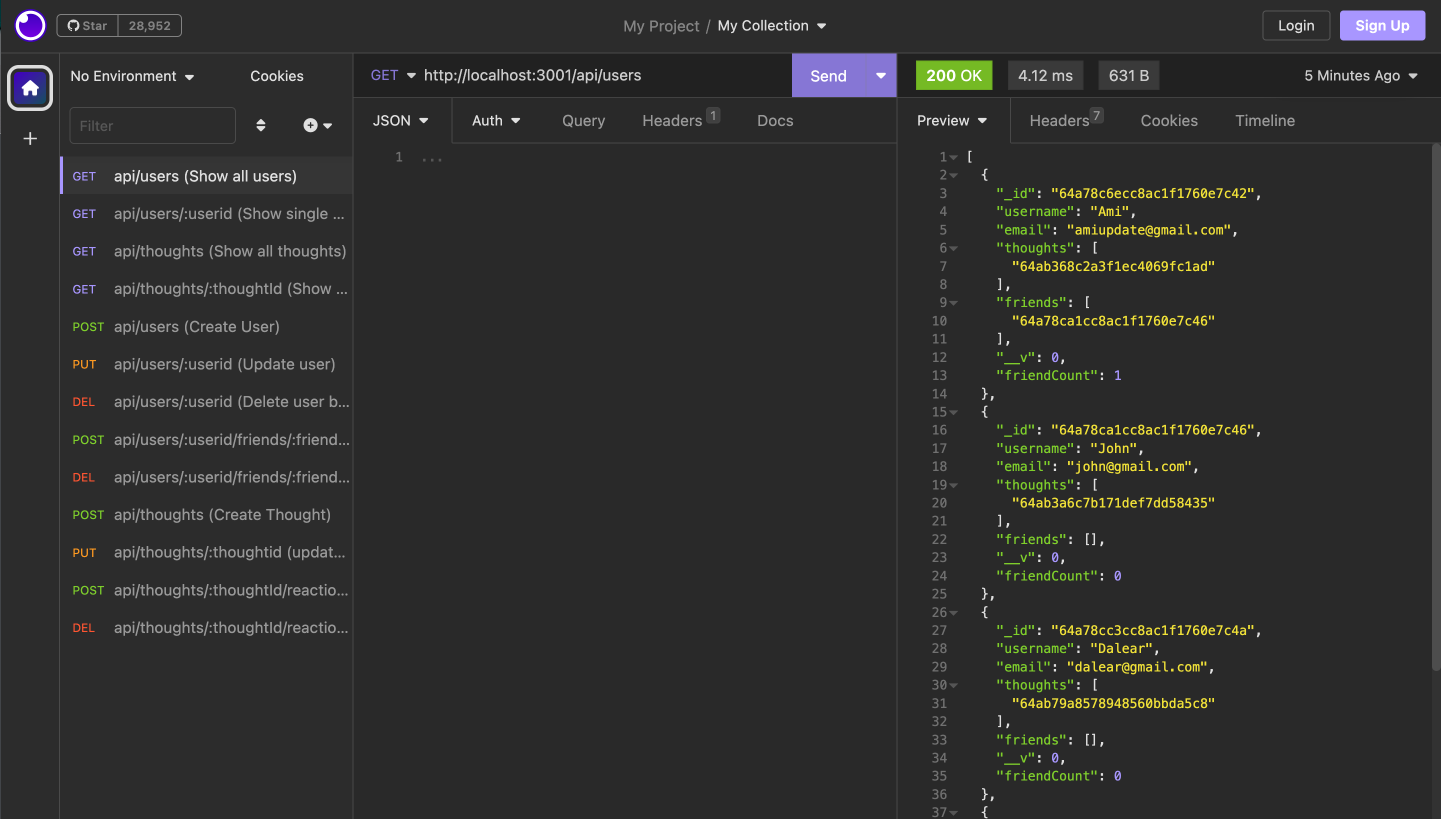 Star 28,952
My Project / My Collection
Login
Sign Up
No Environment
Cookies
Filter
GET api/users (Show all users)
GET api/users/:userid (Show single ...
GET api/thoughts (Show all thoughts)
GET api/thoughts/:thoughtId (Show ...
POST api/users (Create User)
PUT api/users/:userid (Update user)
DEL api/users/:userid (Delete user b...
POST api/users/:userid/friends/:friend...
DEL api/users/:userid/friends/:friend...
POST api/thoughts (Create Thought)
PUT api/thoughts/:thoughtid (updat...
POST api/thoughts/:thoughtId/reactio...
DEL api/thoughts/:thoughtId/reactio...
GET http://localhost:3001/api/users
Send
JSON
Auth
Query
Headers 1
Docs
1 ...
200 OK
4.12 ms
631 B
5 Minutes Ago
Preview
Headers 7
Cookies
Timeline
1 [
2 {
3 "_id": "64a78c6ecc8ac1f1760e7c42",
4 "username": "Ami",
5 "email": "amiupdate@gmail.com",
6 "thoughts": [
7 "64ab368c2a3f1ec4069fc1ad"
8 ],
9 "friends": [
10 "64a78ca1cc8ac1f1760e7c46"
11 ],
12 "__v": 0,
13 "friendCount": 1
14 },
15 {
16 "_id": "64a78ca1cc8ac1f1760e7c46",
17 "username": "John",
18 "email": "john@gmail.com",
19 "thoughts": [
20 "64ab3a6c7b171def7dd58435"
21 ],
22 "friends": [],
23 "__v": 0,
24 "friendCount": 0
25 },
26 {
27 "_id": "64a78cc3cc8ac1f1760e7c4a",
28 "username": "Dalear",
29 "email": "dalear@gmail.com",
30 "thoughts": [
31 "64ab79a8578948560bbda5c8"
32 ],
33 "friends": [],
34 "__v": 0,
35 "friendCount": 0
36 },
37 {